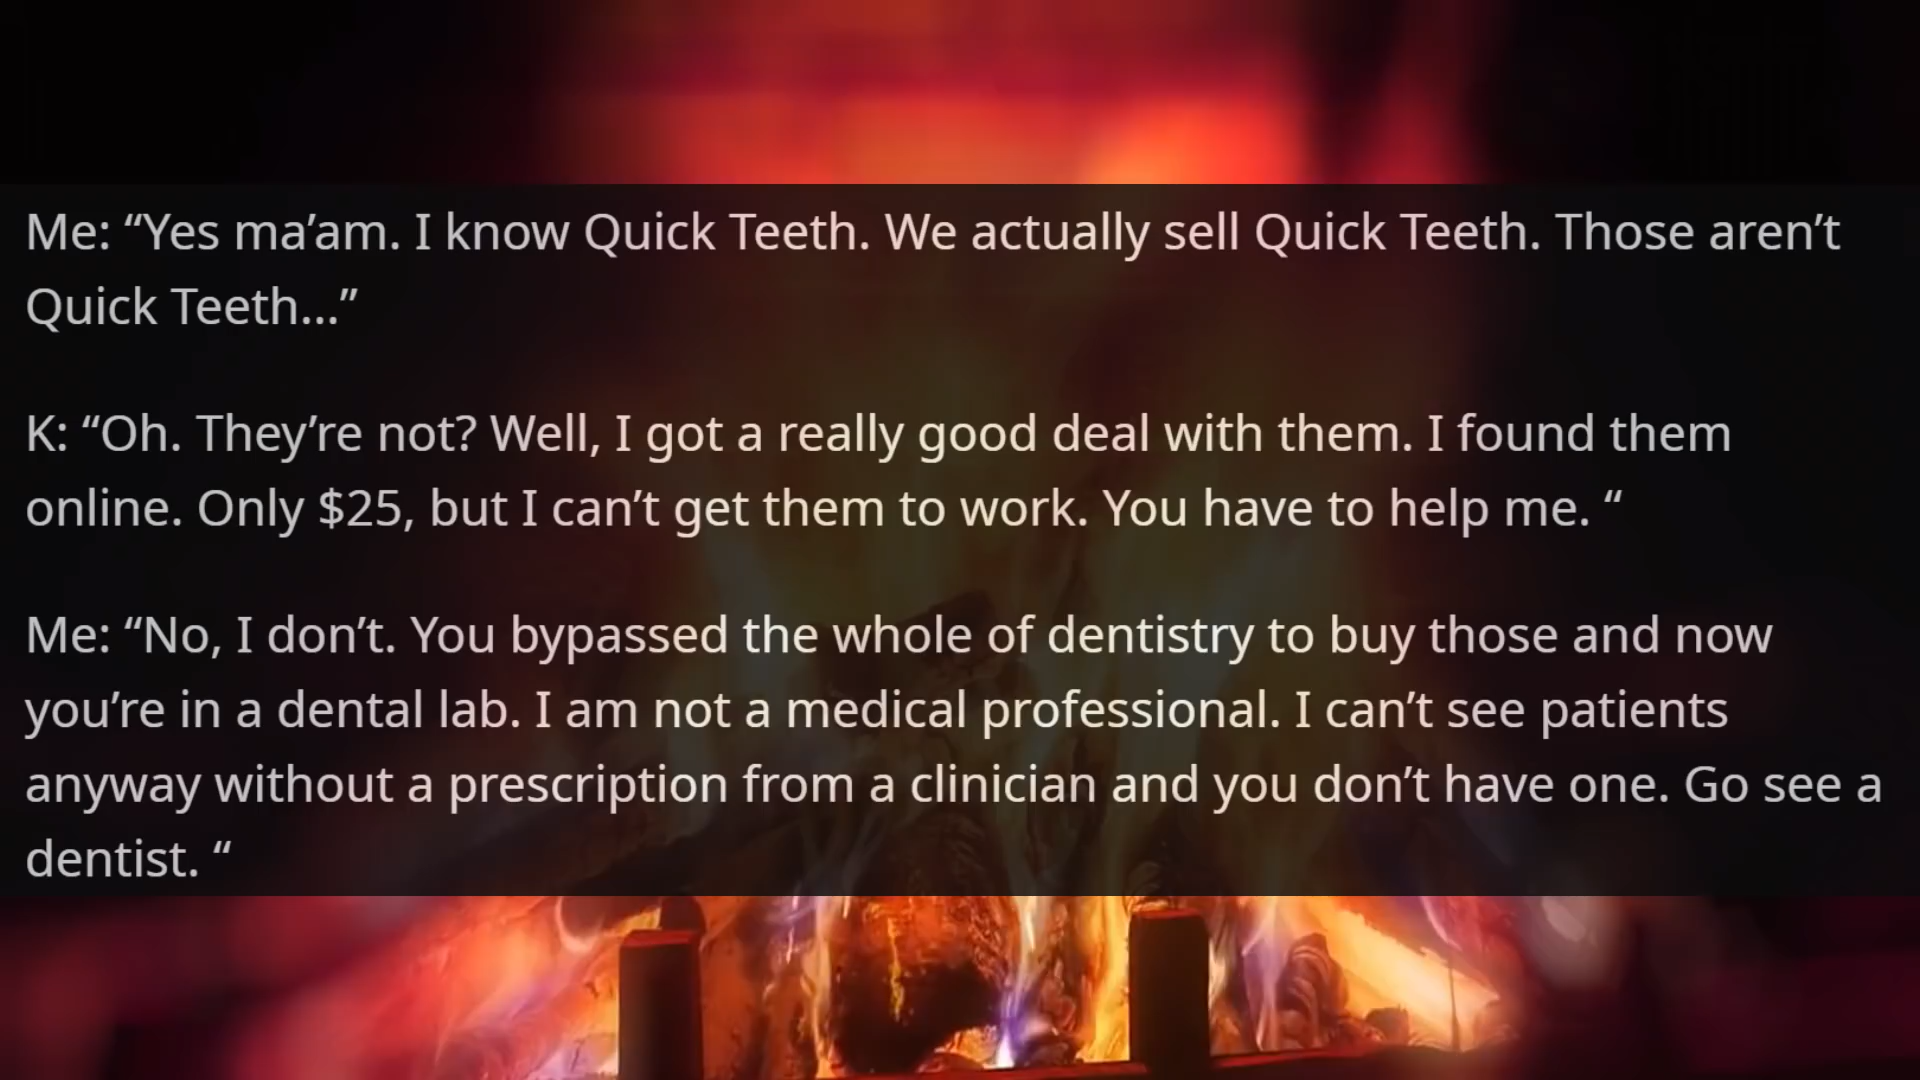 Me: “Yes ma’am. I know Quick Teeth. We actually sell Quick Teeth. Those aren’t
Quick Teeth...”
K: “Oh. They’re not? Well, I got a really good deal with them. I found them
online. Only $25, but I can’t get them to work. You have to help me. “
Me: “No, I don’t. You bypassed the whole of dentistry to buy those and now
you’re in a dental lab. I am not a medical professional. I can’t see patients
anyway without a prescription from a clinician and you don’t have one. Go see a
dentist. “